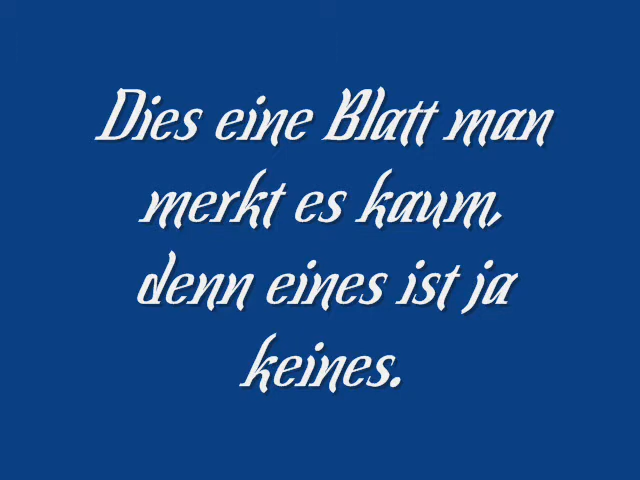 Dies eine Blatt man
merkt es kaum,
denn eines ist ja
keines.